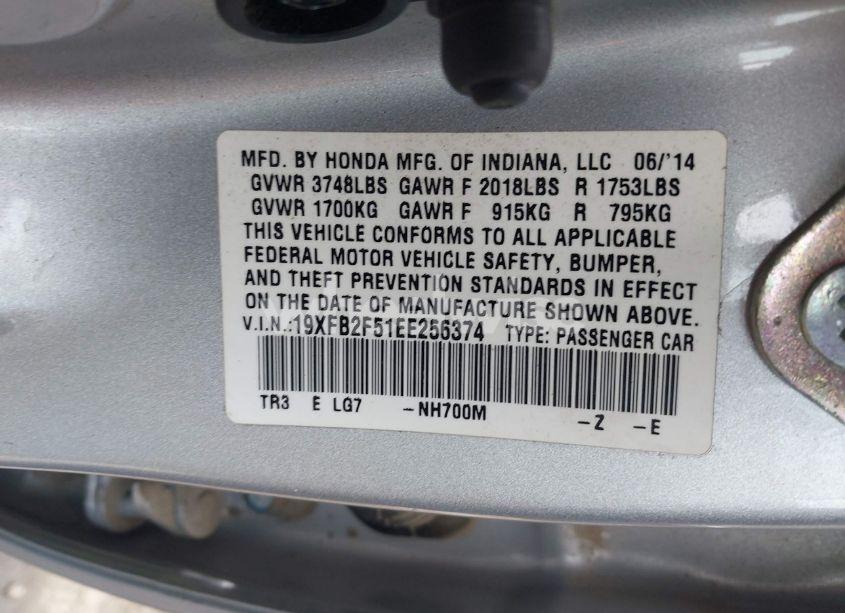 MFD. BY HONDA MFG. OF INDIANA, LLC 06/'14
GVWR 3748LBS GAWR F 2018LBS R 1753LBS
GVWR 1700KG GAWR F 915KG R 795KG
THIS VEHICLE CONFORMS TO ALL APPLICABLE
FEDERAL MOTOR VEHICLE SAFETY, BUMPER,
AND THEFT PREVENTION STANDARDS IN EFFECT
ON THE DATE OF MANUFACTURE SHOWN ABOVE.
V.I.N.:19XFB2F51EE256374 TYPE: PASSENGER CAR
TR3 E LG7 -NH700M -Z -E